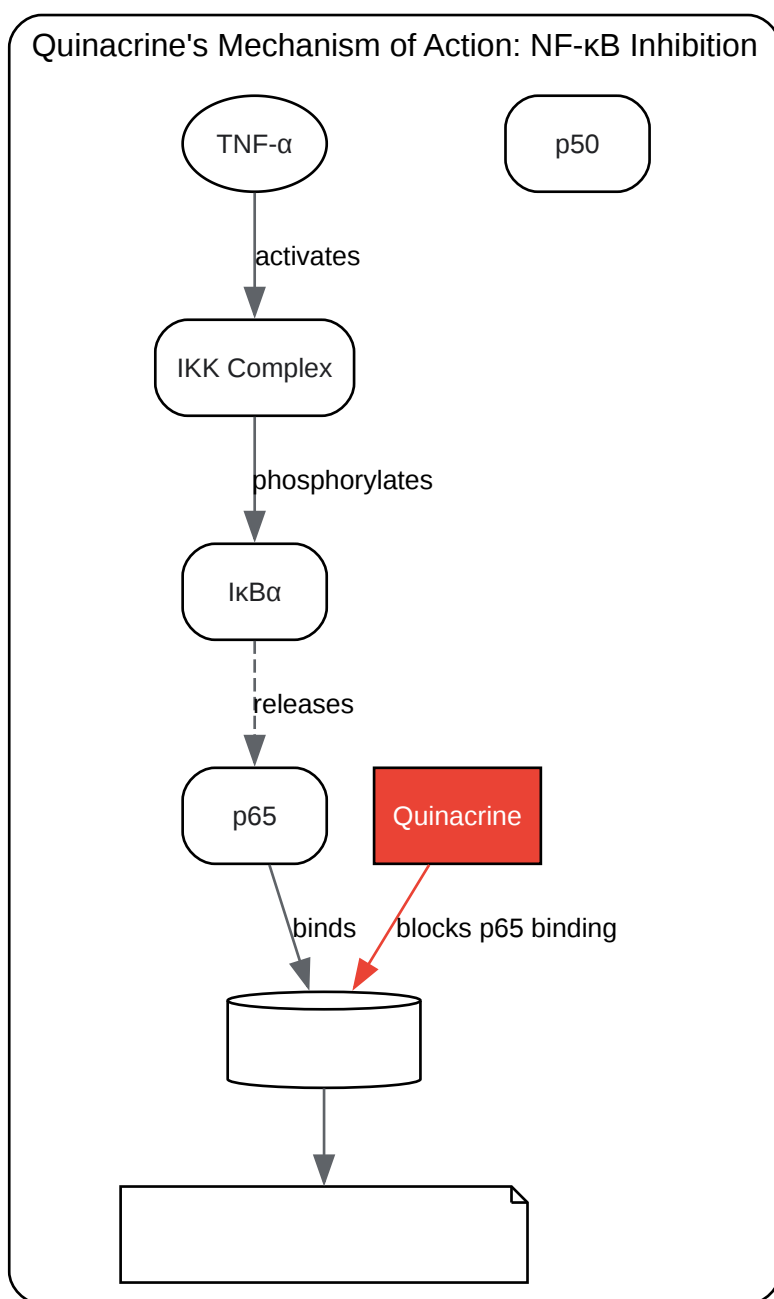 Quinacrine's Mechanism of Action: NF-κB Inhibition
TNF-α
p50
activates
IKK Complex
phosphorylates
IκBα
releases
p65
Quinacrine
binds
blocks p65 binding